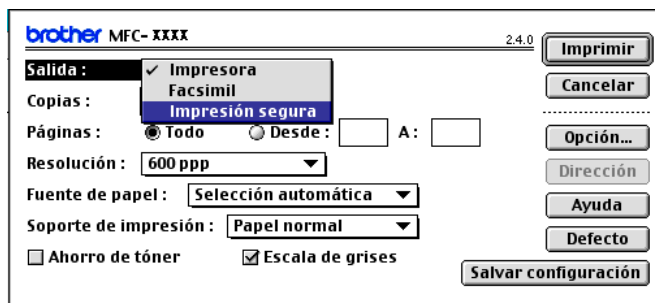 brother MFC- XXXX 2.4.0 Imprimir
Salida : ✓ Impresora
Facsimil Cancelar
Copias : Impresión segura
Páginas : Todo Desde : A : Opción...
Resolución : 600 ppp Dirección
Fuente de papel : Selección automática Ayuda
Soporte de impresión : Papel normal Defecto
Ahorro de tóner Escala de grises
Salvar configuración